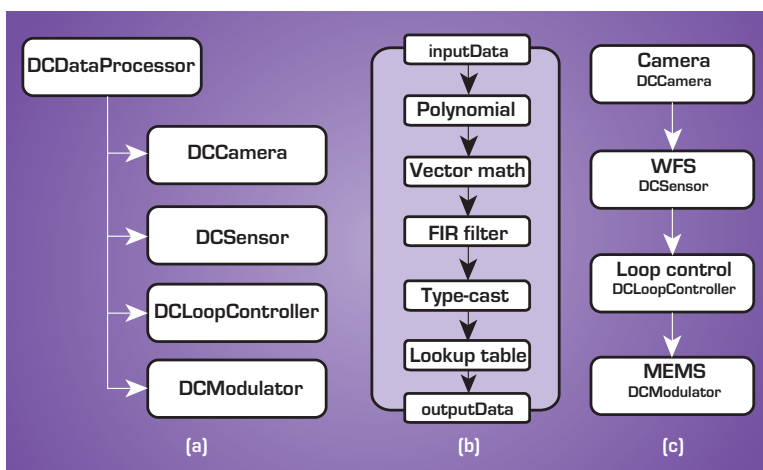 DCDataProcessor
DCCamera
DCSensor
DCLoopController
DCModulator
(a)
inputData
Polynomial
Vector math
FIR filter
Type-cast
Lookup table
outputData
(b)
Camera
DCCamera
WFS
DCSensor
Loop control
DCLoopController
MEMS
DCModulator
(c)